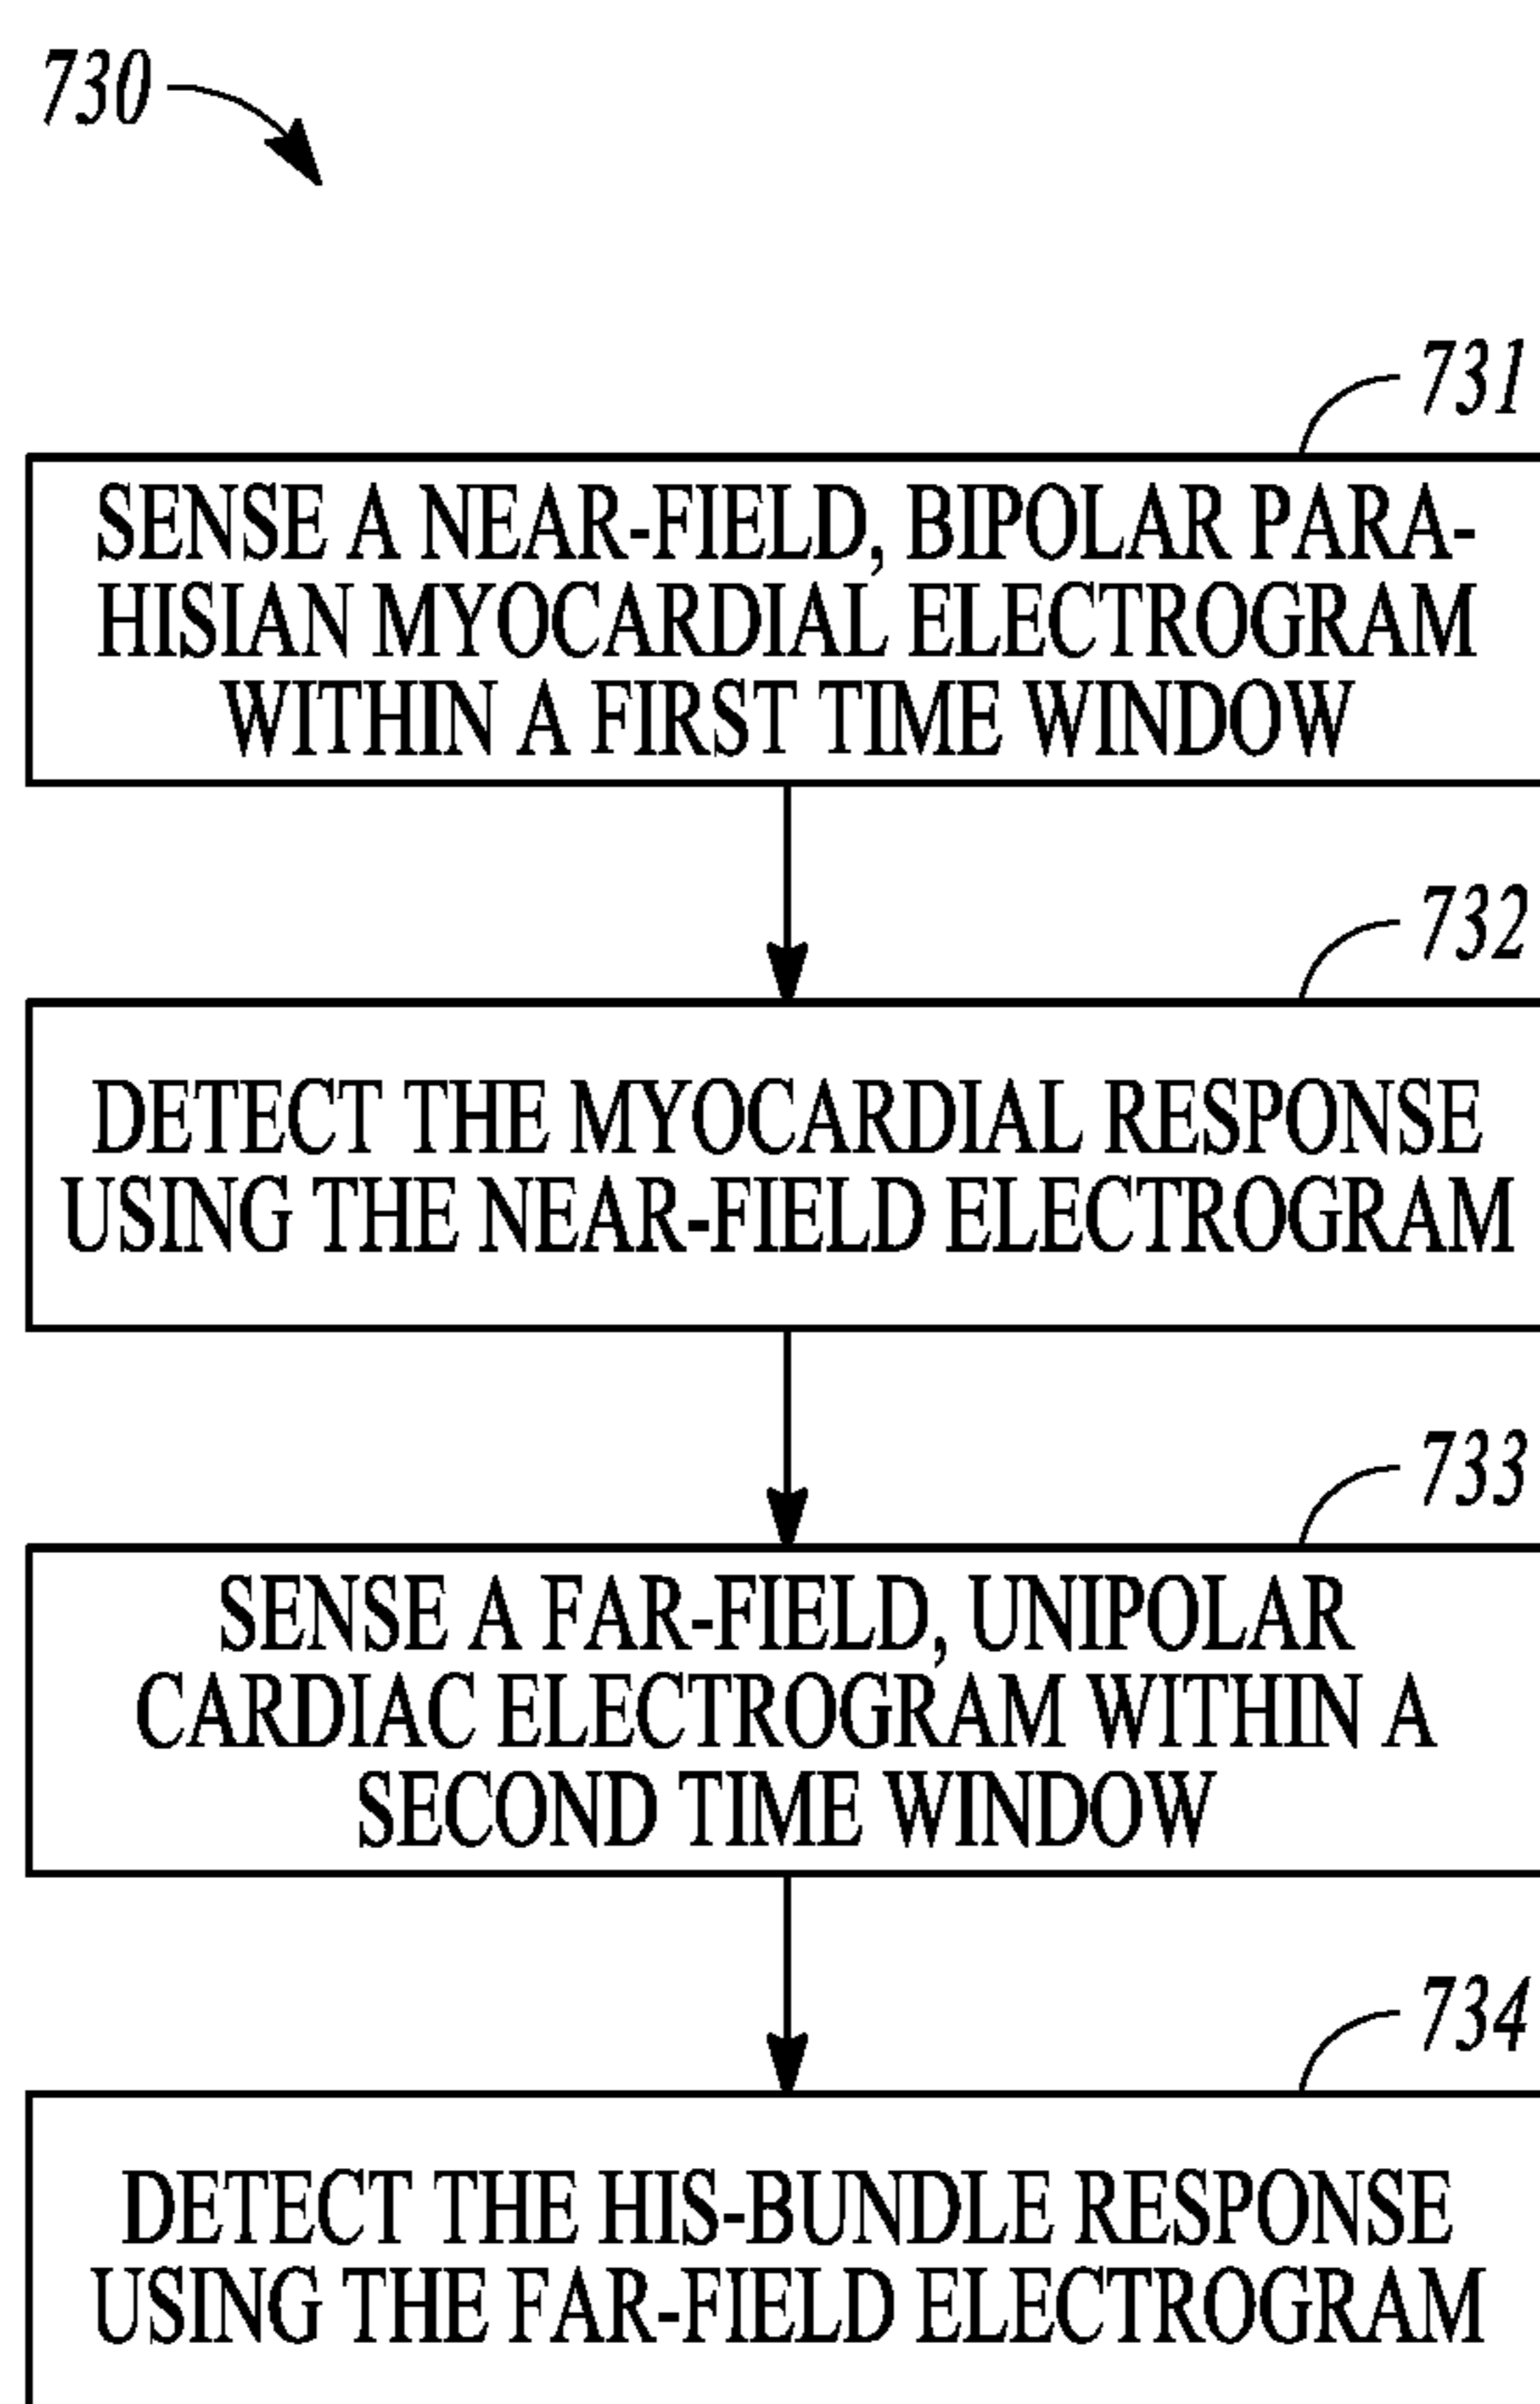 730
731
SENSE A NEAR-FIELD, BIPOLAR PARA-
HISIAN MYOCARDIAL ELECTROGRAM
WITHIN A FIRST TIME WINDOW
732
DETECT THE MYOCARDIAL RESPONSE
USING THE NEAR-FIELD ELECTROGRAM
733
SENSE A FAR-FIELD, UNIPOLAR
CARDIAC ELECTROGRAM WITHIN A
SECOND TIME WINDOW
734
DETECT THE HIS-BUNDLE RESPONSE
USING THE FAR-FIELD ELECTROGRAM